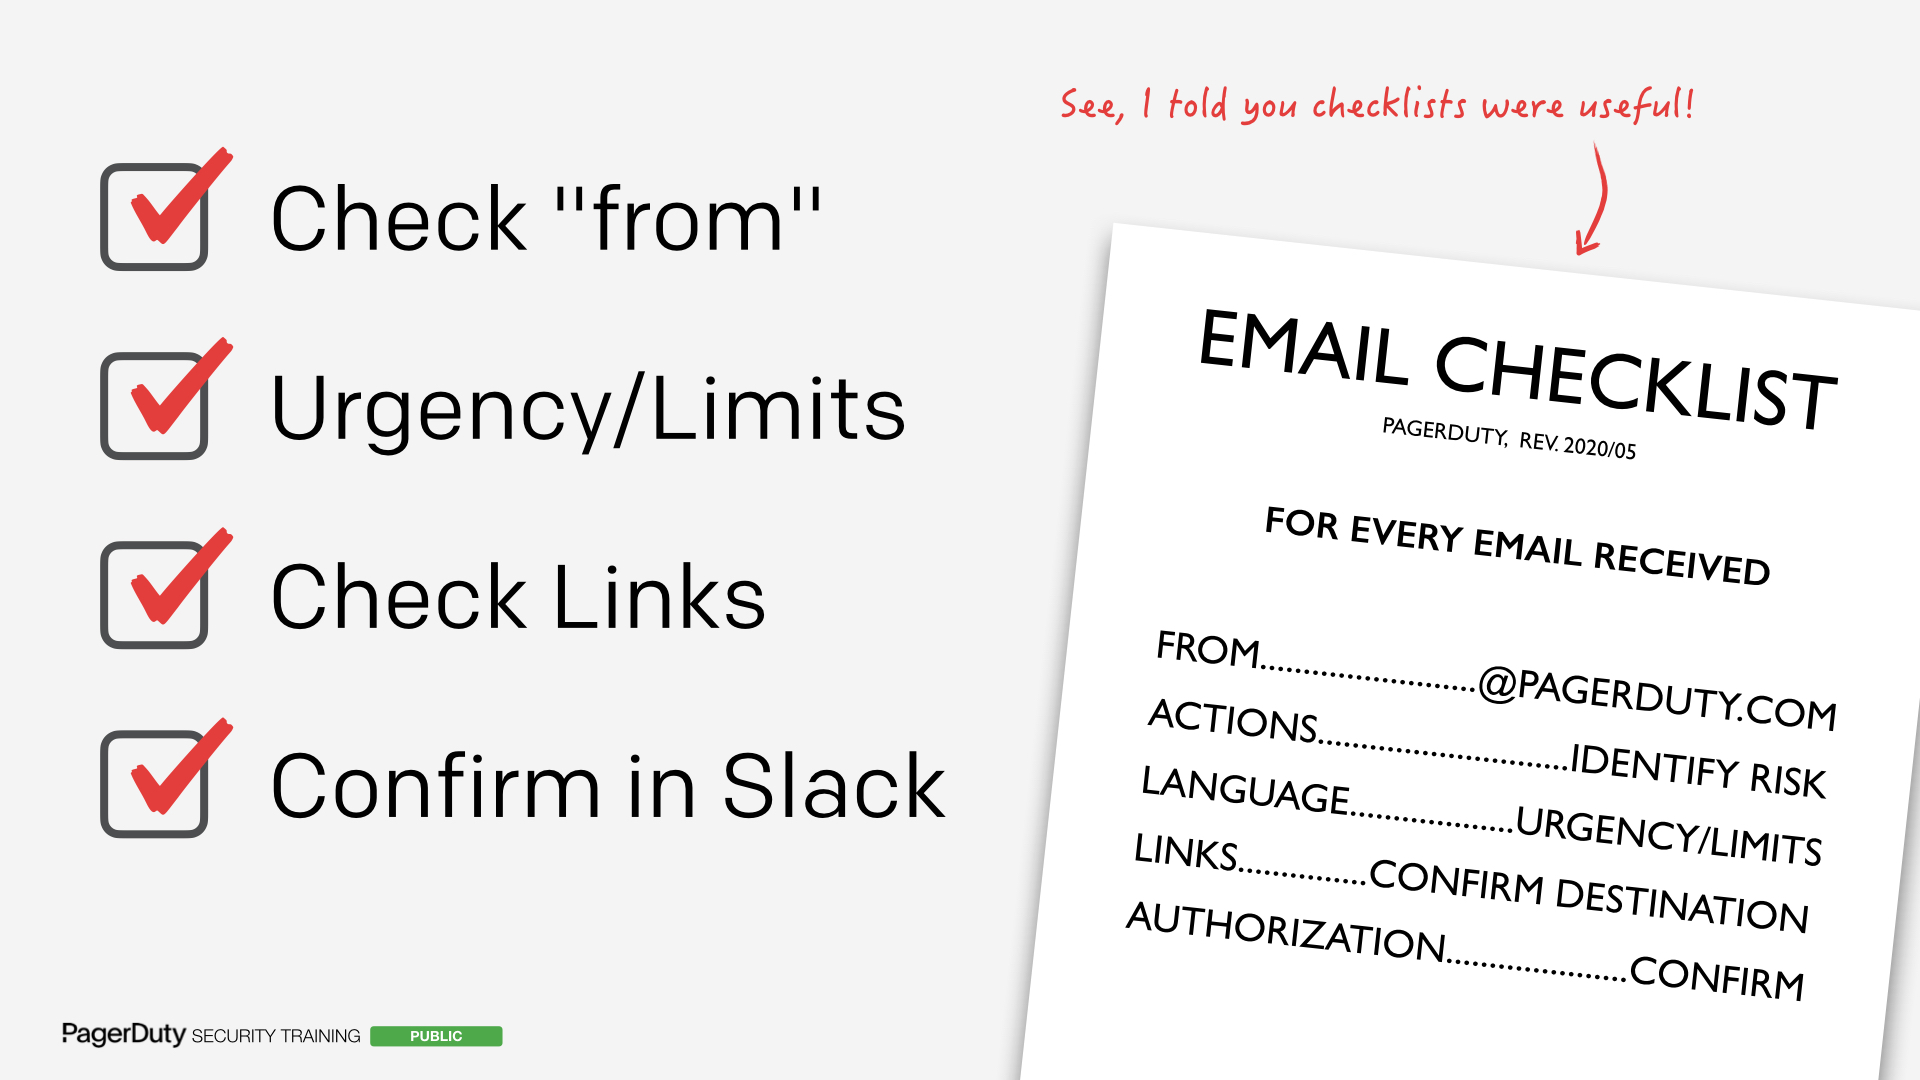 See, I told you checklists were useful!
Check "from"
Urgency/Limits
Check Links
Confirm in Slack
EMAIL CHECKLIST
PAGERDUTY, REV. 2020/05
FOR EVERY EMAIL RECEIVED
FROM.........................@PAGERDUTY.COM
ACTIONS.............................IDENTIFY RISK
LANGUAGE...................URGENCY/LIMITS
LINKS...............CONFIRM DESTINATION
AUTHORIZATION.....................CONFIRM
PagerDuty SECURITY TRAINING PUBLIC